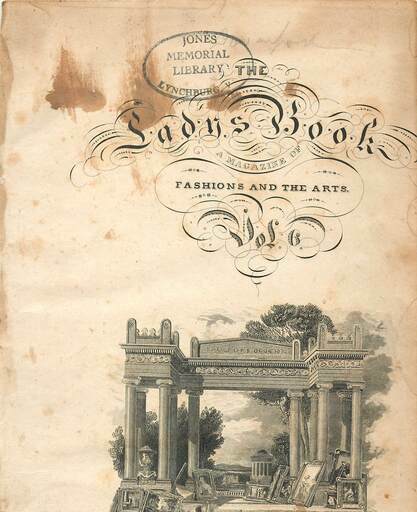 JONES
MEMORIAL
LIBRARY
LYNCHBURG, V
THE
Lady's Book
A MAGAZINE OF
FASHIONS AND THE ARTS.
Vol. 6